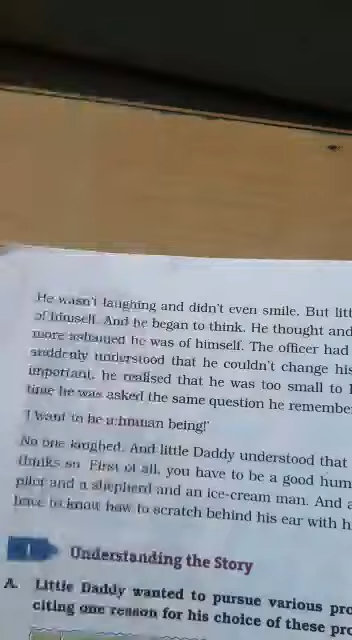 He wasn't laughing and didn't even smile. But litt
of himself. And he began to think. He thought and
more ashamed he was of himself. The officer had
suddenly understood that he couldn't change his
important, he realised that he was too small to
time he was asked the same question he remembe
'I want to be a human being!'
No one laughed. And little Daddy understood that
thinks so. First of all, you have to be a good hum
pilot and a shepherd and an ice-cream man. And a
have to know how to scratch behind his ear with h
Understanding the Story
A. Little Daddy wanted to pursue various pro
citing one reason for his choice of these pro